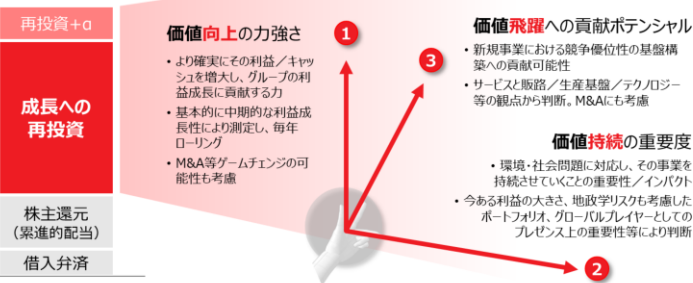 再投資+α
成長への
再投資
株主還元
(累進的配当)
借入弁済
価値向上の力強さ
1
• より確実にその利益／キャッ
シュを増大し、グループの利
益成長に貢献する力
• 基本的に中期的な利益成
長性により測定し、毎年
ローリング
• M&A等ゲームチェンジの可
能性も考慮
価値飛躍への貢献ポテンシャル
3
• 新規事業における競争優位性の基盤構
築への貢献可能性
• サービスと販路／生産基盤／テクノロジー
等の観点から判断。M&Aにも考慮
価値持続の重要度
• 環境・社会問題に対応し、その事業を
持続させていくことの重要性／インパクト
• 今ある利益の大きさ、地政学リスクも考慮した
ポートフォリオ、グローバルプレイヤーとしての
プレゼンス上の重要性等により判断
2